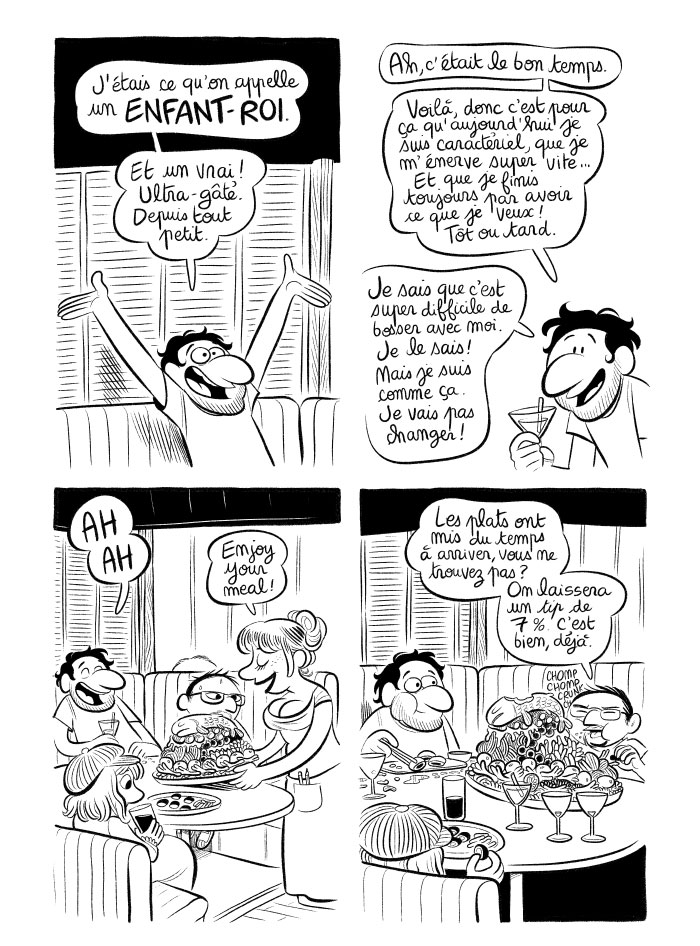 J'étais ce qu'on appelle
un ENFANT-ROI.
Et un vrai!
Ultra-gâté.
Depuis tout
petit.
Ah, c'était le bon temps.
Voilà, donc c'est pour
ça qu'aujourd'hui je
suis caractériel, que je
m'énerve super vite...
Et que je finis
toujours par avoir
ce que je veux!
Tôt ou tard.
Je sais que c'est
super difficile de
bosser avec moi.
Je le sais!
Mais je suis
comme ça.
Je vais pas
changer!
AH
AH
Enjoy
your
meal!
Les plats ont
mis du temps
à arriver, vous ne
trouvez pas?
On laissera
un tip de
7%. C'est
bien, déjà.
CHOMP
CHOMP